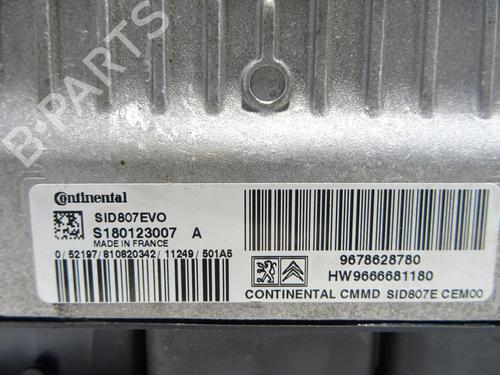 B-PARTS
Continental
SID807EVO
S180123007 A
MADE IN FRANCE
0/52197/810820342/11249/501A5
9678628780
HW9666681180
CONTINENTAL CMMD SID807E CEM00